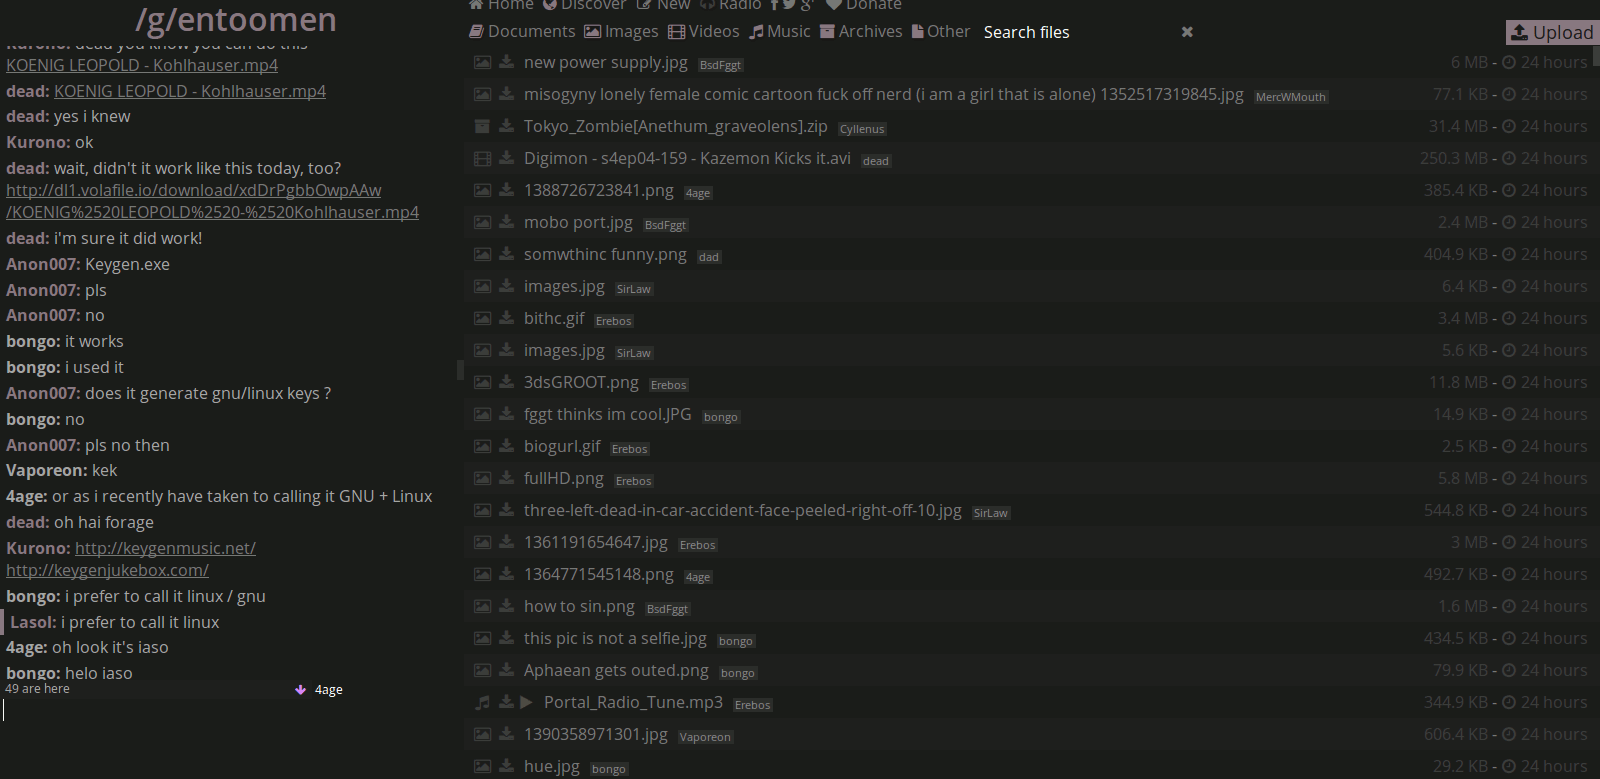 /g/entoomen
Kurono: dead you know you can do this
KOENIG LEOPOLD - Kohlhauser.mp4
dead: KOENIG LEOPOLD - Kohlhauser.mp4
dead: yes i knew
Kurono: ok
dead: wait, didn't it work like this today, too?
http://dl1.volafile.io/download/xdDrPgbbOwpAAw
/KOENIG%2520LEOPOLD%2520-%2520Kohlhauser.mp4
dead: i'm sure it did work!
Anon007: Keygen.exe
Anon007: pls
Anon007: no
bongo: it works
bongo: i used it
Anon007: does it generate gnu/linux keys ?
bongo: no
Anon007: pls no then
Vaporeon: kek
4age: or as i recently have taken to calling it GNU + Linux
dead: oh hai forage
Kurono: http://keygenmusic.net/
http://keygenjukebox.com/
bongo: i prefer to call it linux / gnu
Lasol: i prefer to call it linux
4age: oh look it's iaso
bongo: helo iaso
49 are here 4age
Home Discover New Radio Donate
Documents Images Videos Music Archives Other Search files Upload
new power supply.jpg BsdFggt 6 MB - 24 hours
misogyny lonely female comic cartoon fuck off nerd (i am a girl that is alone) 1352517319845.jpg MercWMouth 77.1 KB - 24 hours
Tokyo_Zombie[Anethum_graveolens].zip Cyllenus 31.4 MB - 24 hours
Digimon - s4ep04-159 - Kazemon Kicks it.avi dead 250.3 MB - 24 hours
1388726723841.png 4age 385.4 KB - 24 hours
mobo port.jpg BsdFggt 2.4 MB - 24 hours
somwthinc funny.png dad 404.9 KB - 24 hours
images.jpg SirLaw 6.4 KB - 24 hours
bithc.gif Erebos 3.4 MB - 24 hours
images.jpg SirLaw 5.6 KB - 24 hours
3dsGROOT.png Erebos 11.8 MB - 24 hours
fggt thinks im cool.JPG bongo 14.9 KB - 24 hours
biogurl.gif Erebos 2.5 KB - 24 hours
fullHD.png Erebos 5.8 MB - 24 hours
three-left-dead-in-car-accident-face-peeled-right-off-10.jpg SirLaw 544.8 KB - 24 hours
1361191654647.jpg Erebos 3 MB - 24 hours
1364771545148.png 4age 492.7 KB - 24 hours
how to sin.png BsdFggt 1.6 MB - 24 hours
this pic is not a selfie.jpg bongo 434.5 KB - 24 hours
Aphaean gets outed.png bongo 79.9 KB - 24 hours
Portal_Radio_Tune.mp3 Erebos 344.9 KB - 24 hours
1390358971301.jpg Vaporeon 606.4 KB - 24 hours
hue.jpg bongo 29.2 KB - 24 hours